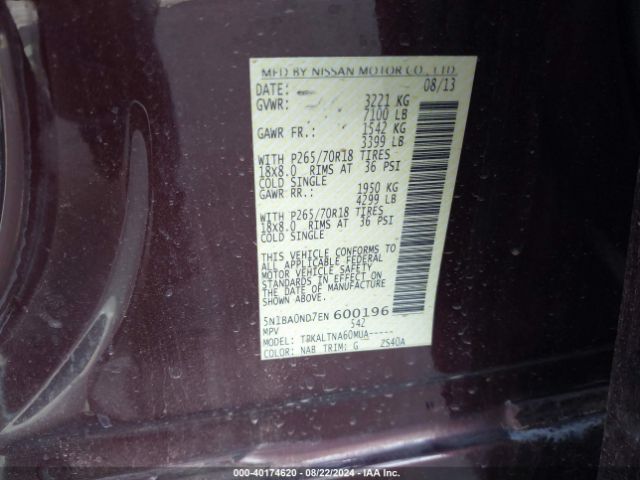 MFD BY NISSAN MOTOR CO., LTD.
DATE: 08/13
GVWR: 3221 KG
7100 LB
GAWR FR.: 1542 KG
3399 LB
WITH P265/70R18 TIRES
18x8.0 RIMS AT 36 PSI
COLD SINGLE
GAWR RR.: 1950 KG
4299 LB
WITH P265/70R18 TIRES
18x8.0 RIMS AT 36 PSI
COLD SINGLE
THIS VEHICLE CONFORMS TO
ALL APPLICABLE FEDERAL
MOTOR VEHICLE SAFETY
STANDARDS IN EFFECT ON
THE DATE OF MANUFACTURE
SHOWN ABOVE.
5N1BA0ND7EN 600196
MPV 54Z
MODEL: TBKALTNA60MUA-----
COLOR: NAB TRIM: G ZS40A
000-40174620 - 08/22/2024 - IAA Inc.